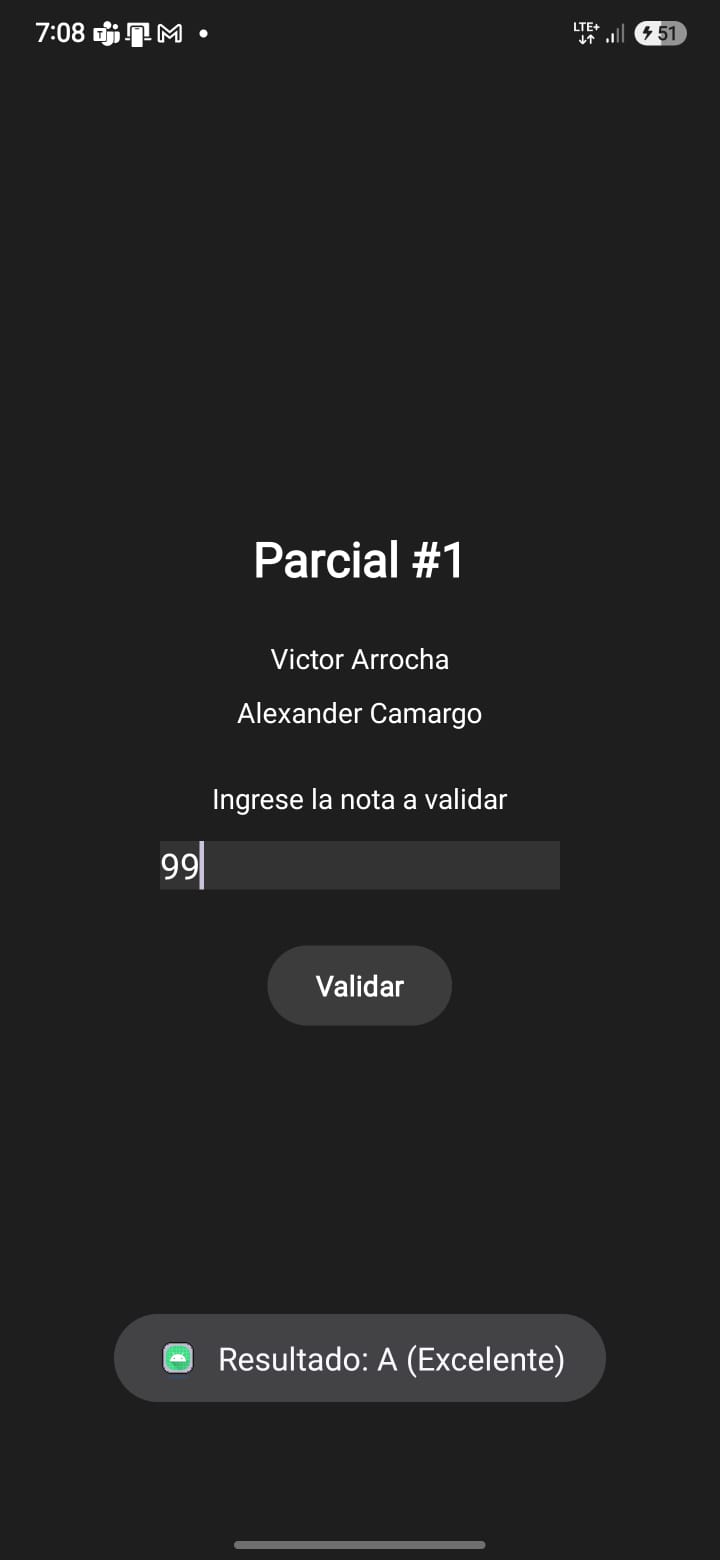 7:08 LTE+ 51
Parcial #1
Victor Arrocha
Alexander Camargo
Ingrese la nota a validar
99
Validar
Resultado: A (Excelente)